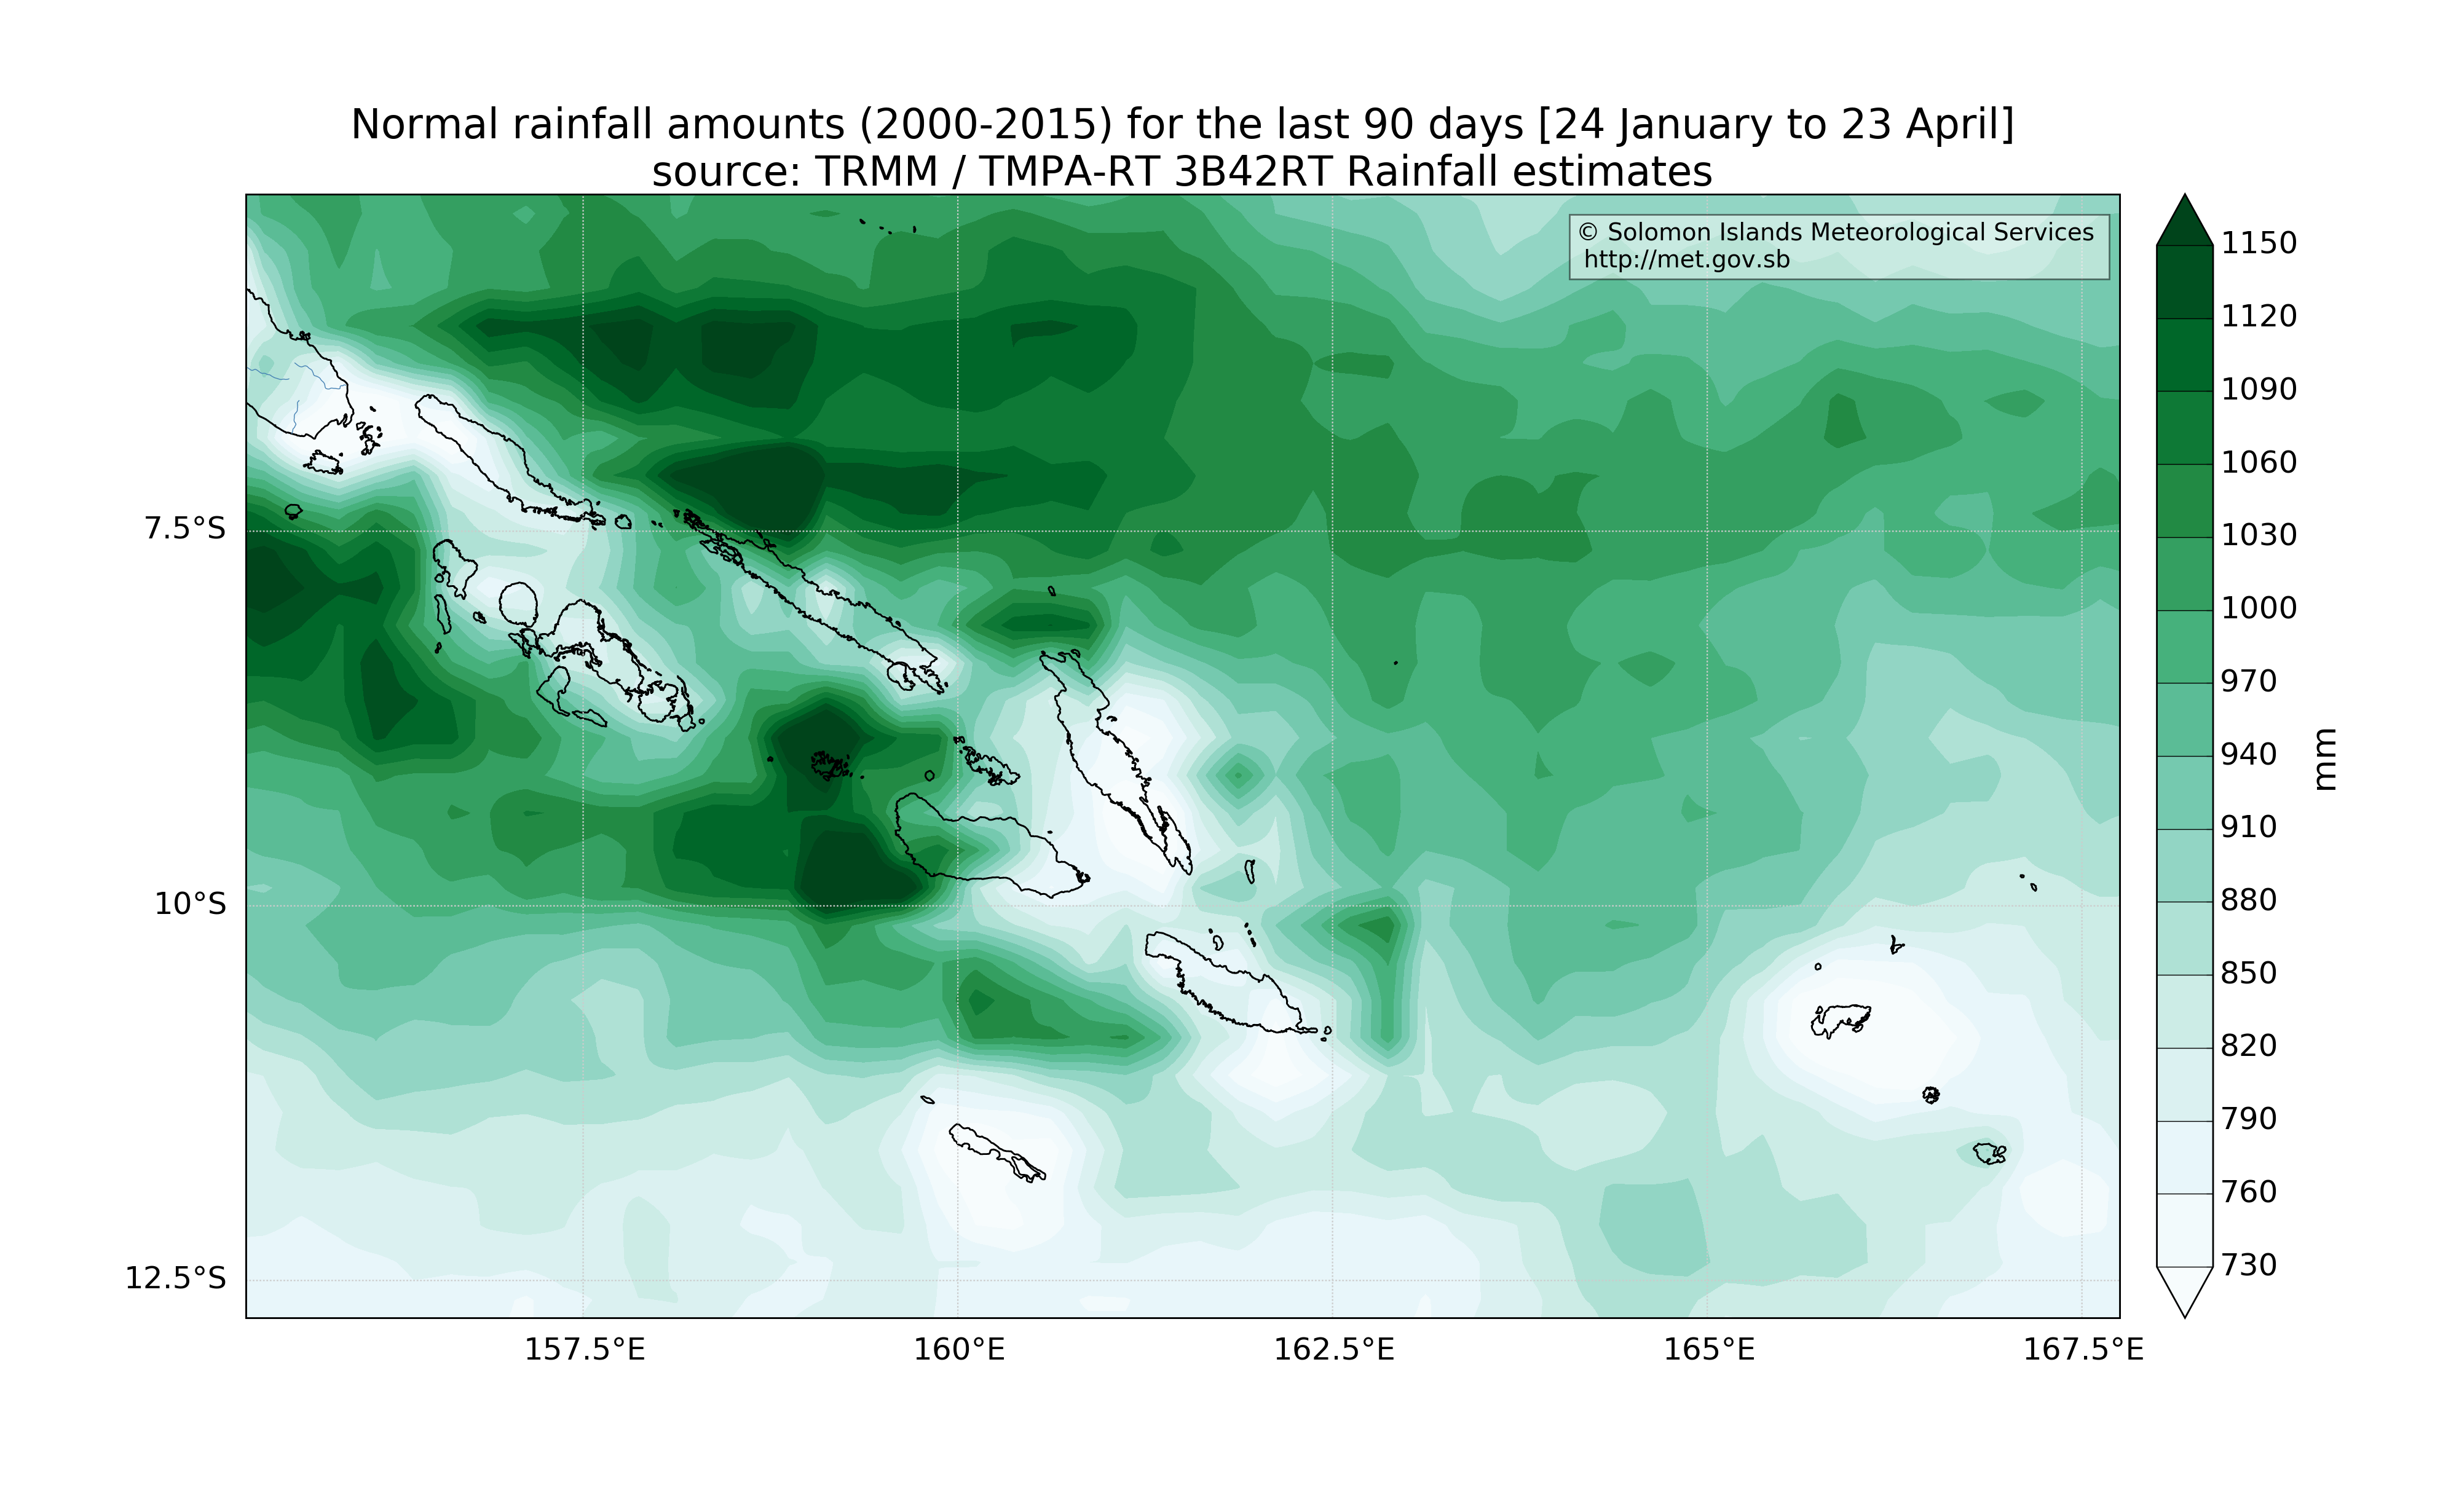 Normal rainfall amounts (2000-2015) for the last 90 days [24 January to 23 April]
source: TRMM / TMPA-RT 3B42RT Rainfall estimates
© Solomon Islands Meteorological Services
http://met.gov.sb
1150
1120
1090
1060
1030
1000
970
940
910
880
850
820
790
760
730
mm
7.5°S
10°S
12.5°S
157.5°E
160°E
162.5°E
165°E
167.5°E